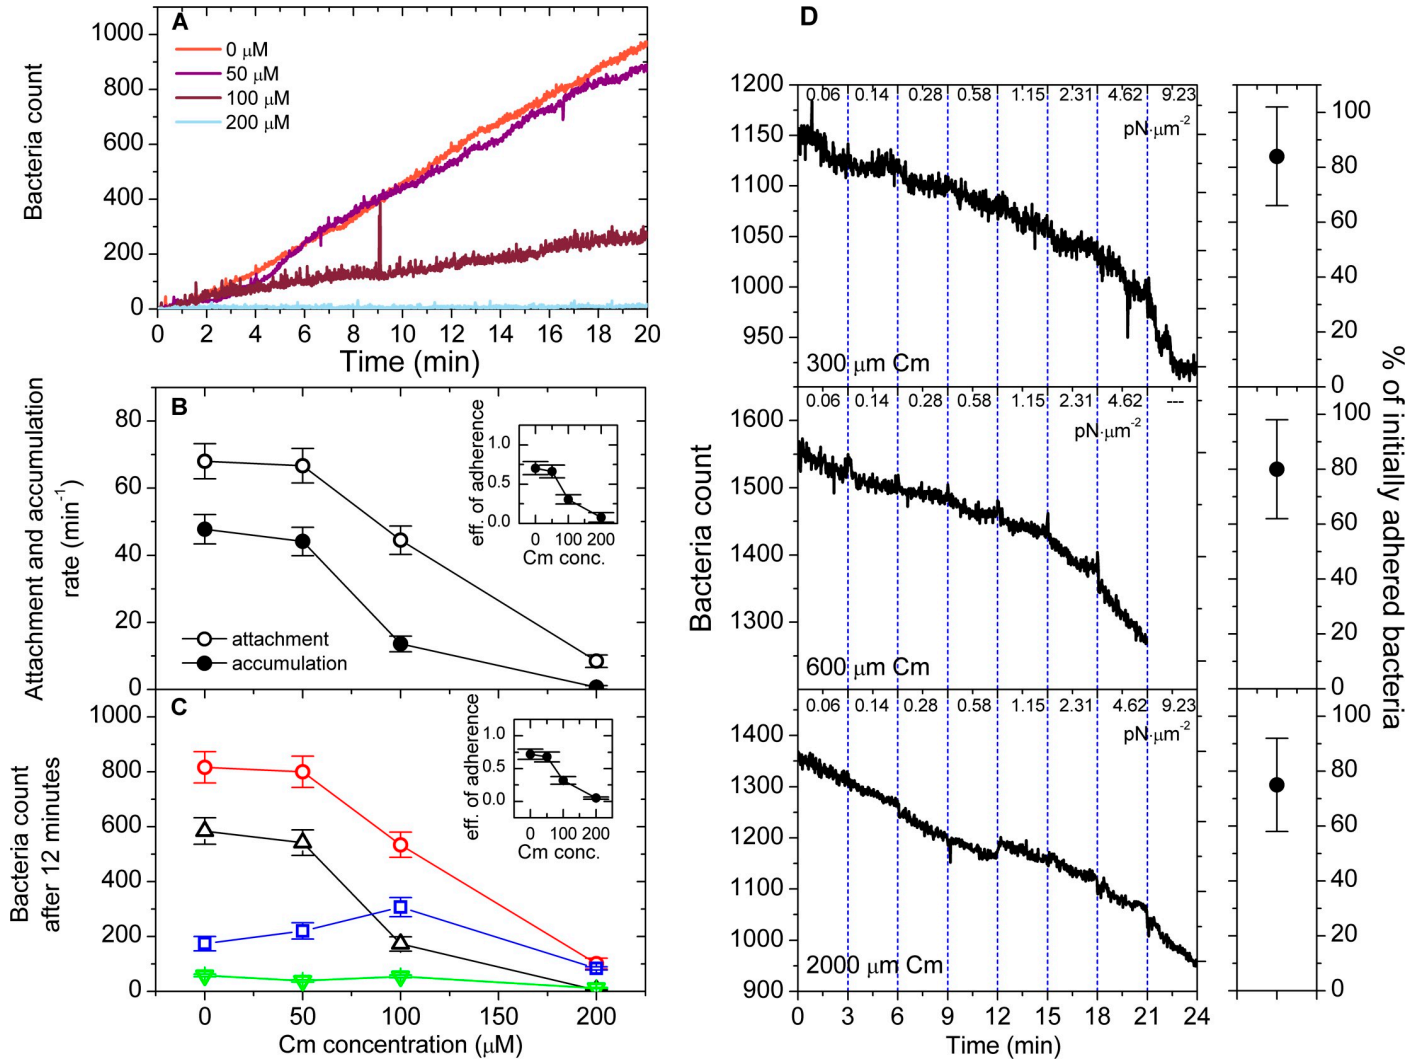 A
0 μM
50 μM
100 μM
200 μM
1000
800
600
400
200
0
Bacteria count
0 2 4 6 8 10 12 14 16 18 20
Time (min)
B
80
60
40
20
0
Attachment and accumulation
rate (min-1)
attachment
accumulation
eff. of adherence
1.0
0.5
0.0
0 100 200
Cm conc.
C
1000
800
600
400
200
0
Bacteria count
after 12 minutes
eff. of adherence
1.0
0.5
0.0
0 100 200
Cm conc.
0 50 100 150 200
Cm concentration (μM)
D
Bacteria count
1200
1150
1100
1050
1000
950
0.06 0.14 0.28 0.58 1.15 2.31 4.62 9.23
pN·μm-2
300 μm Cm
100
80
60
40
20
0
1600
1500
1400
1300
0.06 0.14 0.28 0.58 1.15 2.31 4.62 ---
pN·μm-2
600 μm Cm
100
80
60
40
20
0
1400
1300
1200
1100
1000
900
0.06 0.14 0.28 0.58 1.15 2.31 4.62 9.23
pN·μm-2
2000 μm Cm
100
80
60
40
20
0
0 3 6 9 12 15 18 21 24
Time (min)
% of initially adhered bacteria